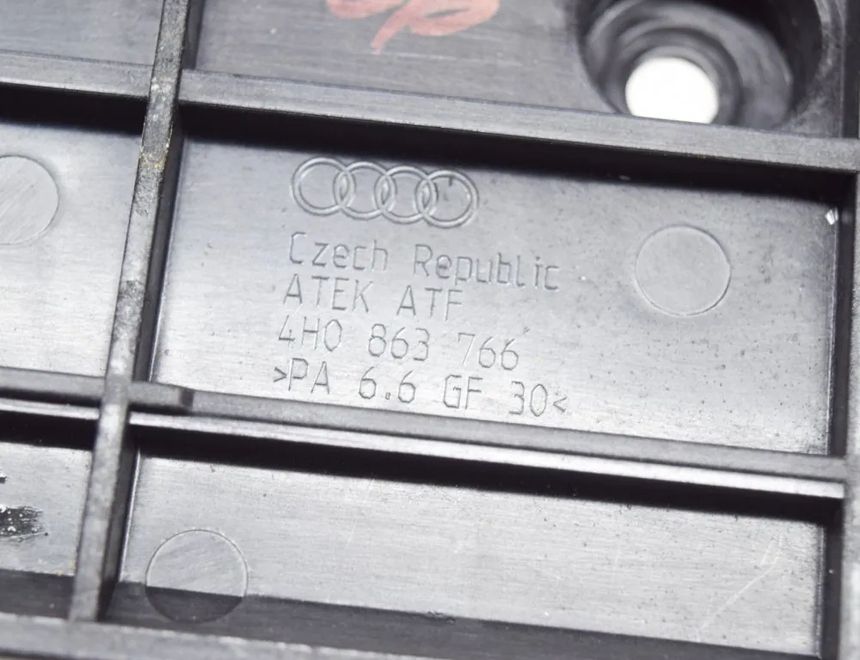 Czech Republic
ATEK ATF
4H0 863 766
>PA 6.6 GF 30<